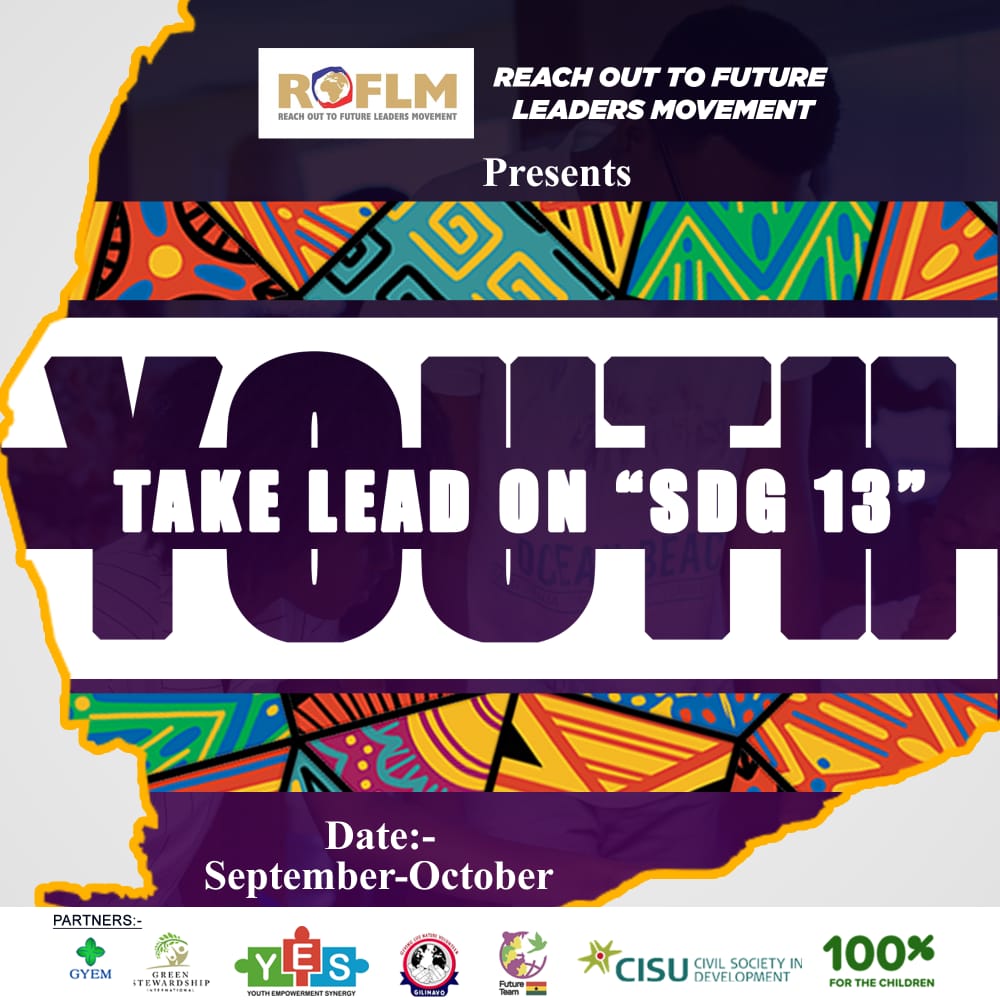 ROFLM
REACH OUT TO FUTURE LEADERS MOVEMENT
REACH OUT TO FUTURE
LEADERS MOVEMENT
Presents
YOUTH
TAKE LEAD ON “SDG 13”
OCEAN BEAC
Date:-
September-October
PARTNERS:-
GYEM
GREEN
STEWARDSHIP
INTERNATIONAL
YES
YOUTH EMPOWERMENT SYNERGY
GILINAVO
Future
Team
CISU CIVIL SOCIETY IN
DEVELOPMENT
100%
FOR THE CHILDREN